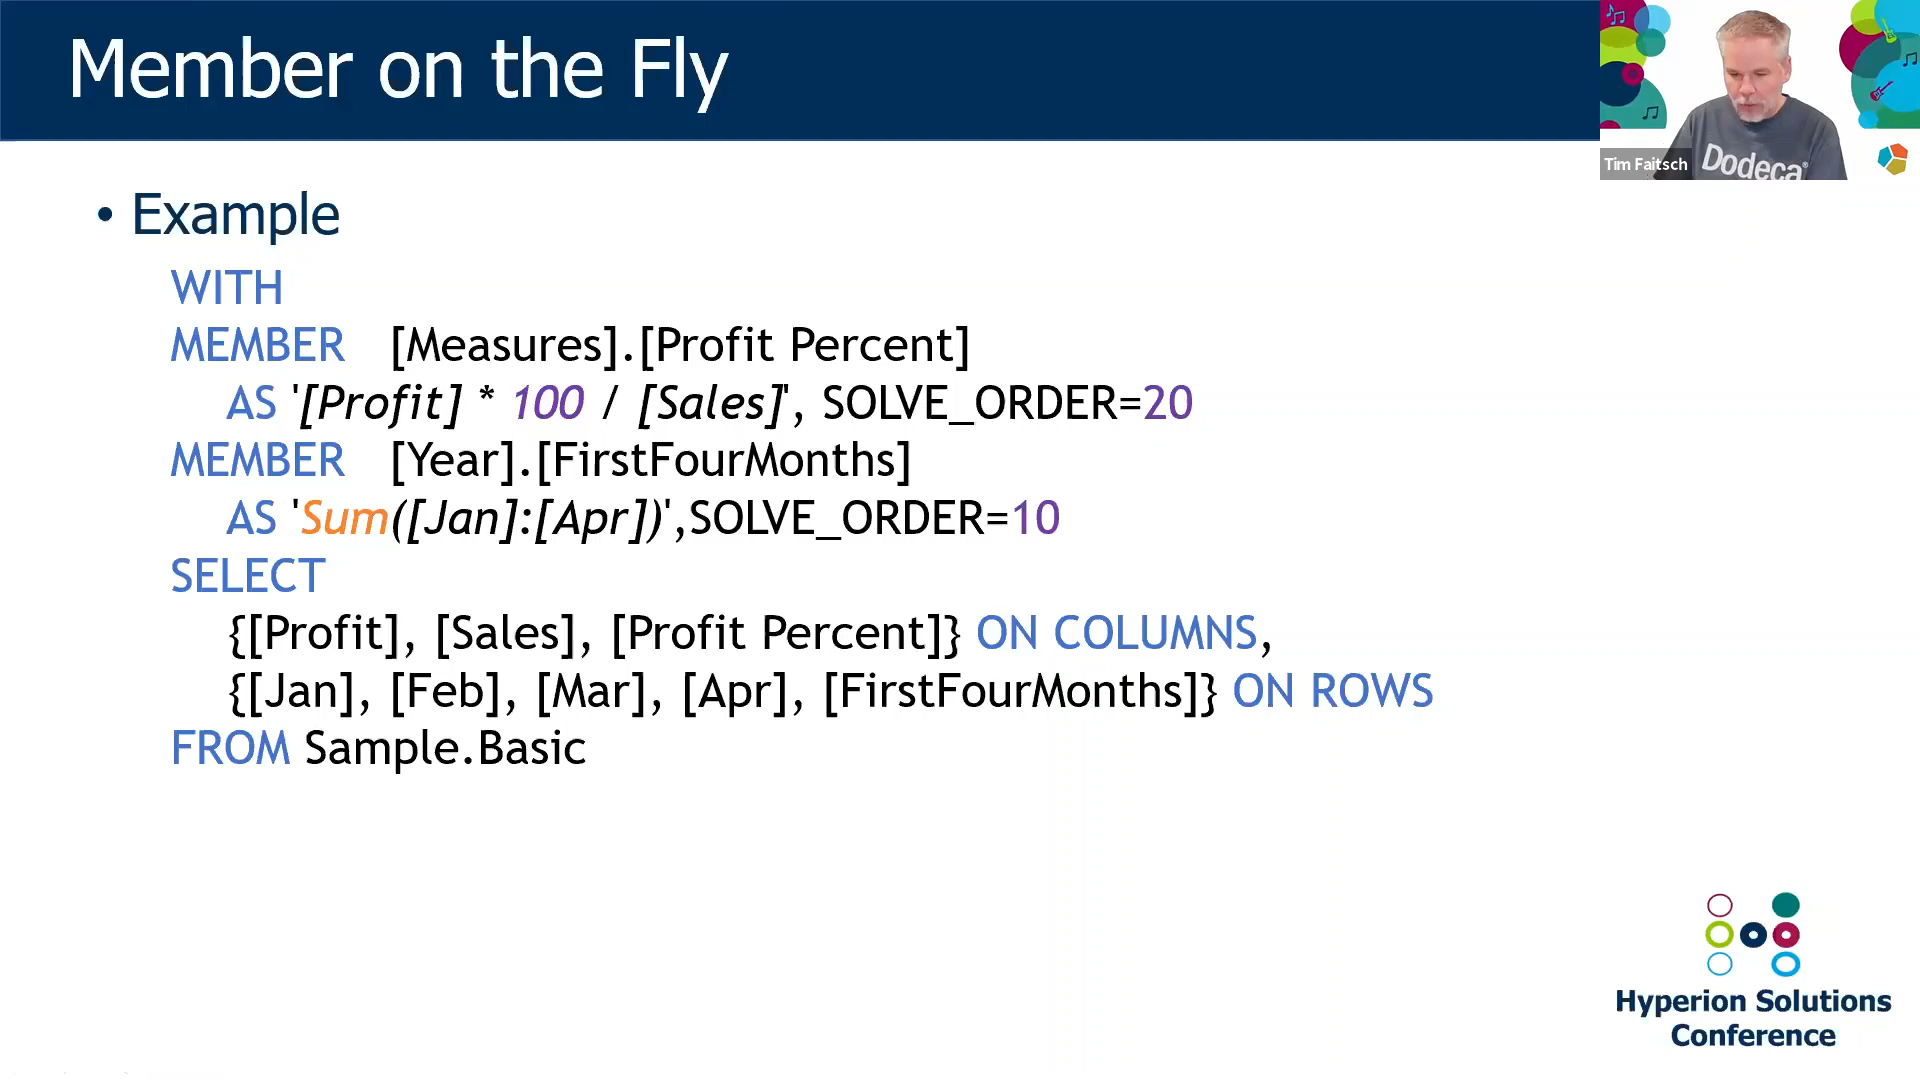 Member on the Fly
Tim Faitsch
Dodeca®
• Example
WITH
MEMBER [Measures].[Profit Percent]
AS '[Profit] * 100 / [Sales]', SOLVE_ORDER=20
MEMBER [Year].[FirstFourMonths]
AS 'Sum([Jan]:[Apr])',SOLVE_ORDER=10
SELECT
{[Profit], [Sales], [Profit Percent]} ON COLUMNS,
{[Jan], [Feb], [Mar], [Apr], [FirstFourMonths]} ON ROWS
FROM Sample.Basic
Hyperion Solutions
Conference